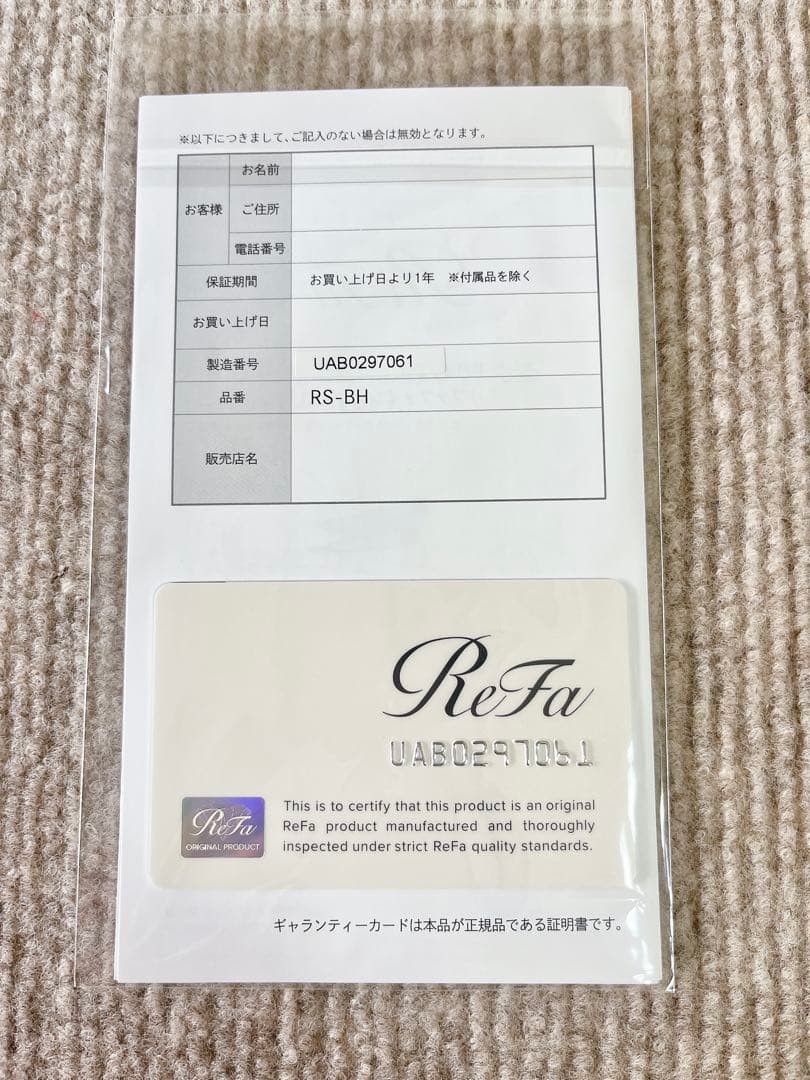 ※以下につきまして、ご記入のない場合は無効となります。
お客様
お名前
ご住所
電話番号
保証期間 お買い上げ日より1年 ※付属品を除く
お買い上げ日
製造番号 UAB0297061
品番 RS-BH
販売店名
ReFa
UAB0297061
ReFa
ORIGINAL PRODUCT
This is to certify that this product is an original
ReFa product manufactured and thoroughly
inspected under strict ReFa quality standards.
ギャランティーカードは本品が正規品である証明書です。